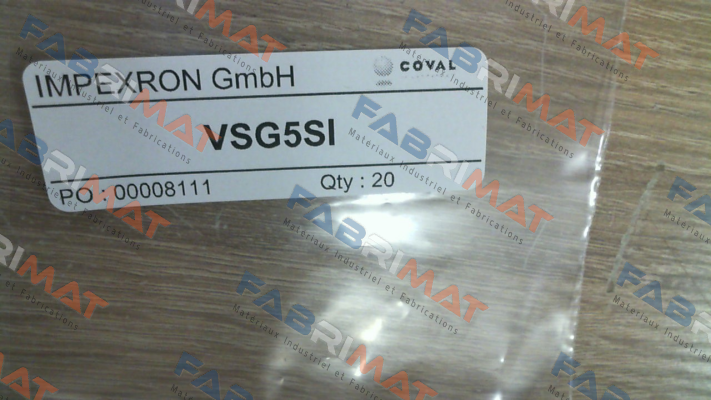 IMPEXRON GmbH
COVAL
VSG5SI
PO : 00008111
Qty : 20
FABRIMAT
Materiaux Industriel et Fabrications